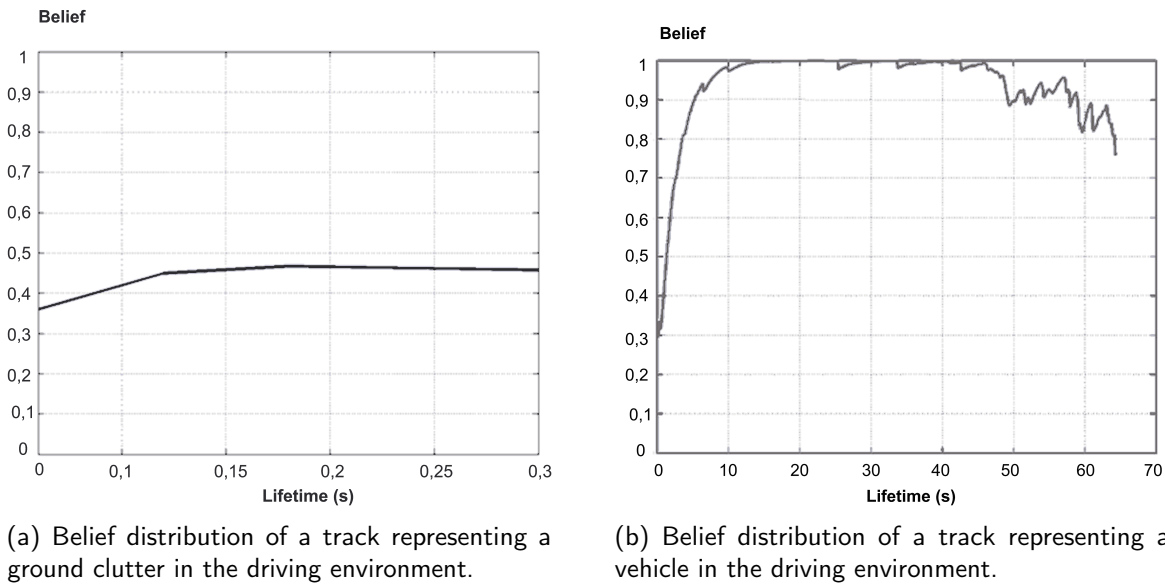 Belief
1
0,9
0,8
0,7
0,6
0,5
0,4
0,3
0,2
0,1
0
0 0,1 0,15 0,2 0,25 0,3
Lifetime (s)
(a) Belief distribution of a track representing a
ground clutter in the driving environment.
Belief
1
0,9
0,8
0,7
0,6
0,5
0,4
0,3
0,2
0,1
0
0 10 20 30 40 50 60 70
Lifetime (s)
(b) Belief distribution of a track representing a
vehicle in the driving environment.